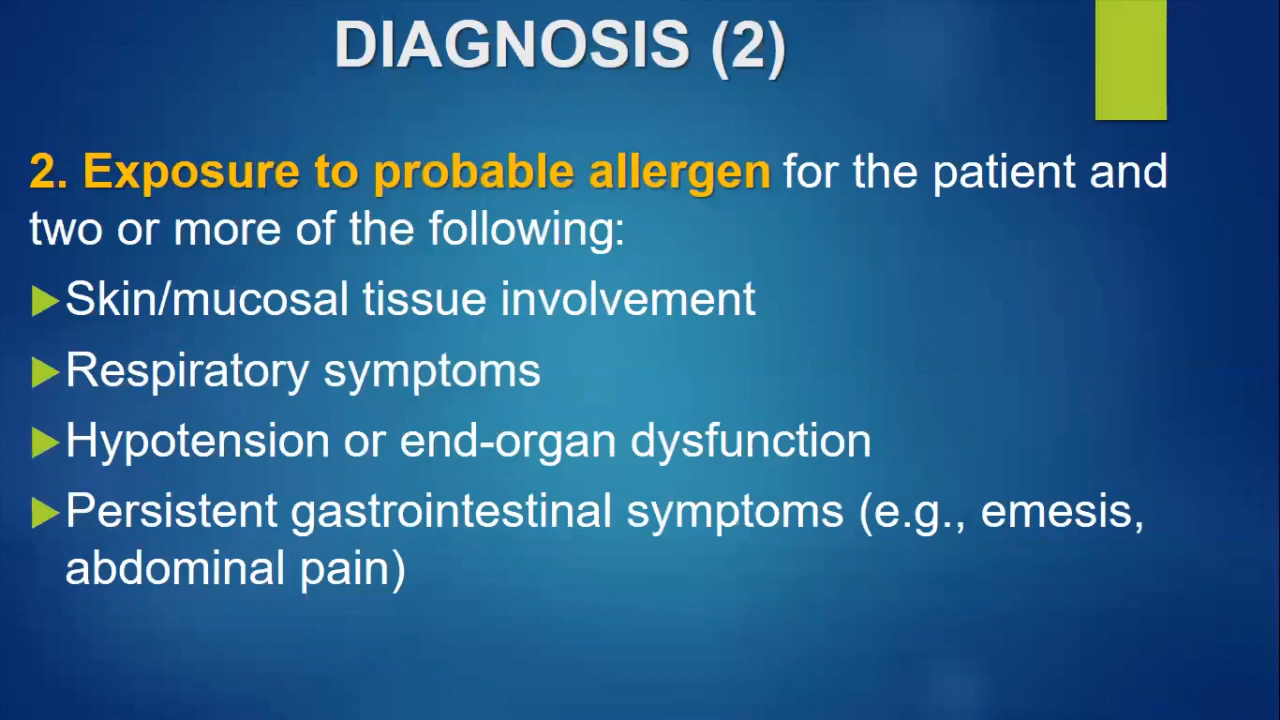 DIAGNOSIS (2)
2. Exposure to probable allergen for the patient and
two or more of the following:
Skin/mucosal tissue involvement
Respiratory symptoms
Hypotension or end-organ dysfunction
Persistent gastrointestinal symptoms (e.g., emesis,
abdominal pain)